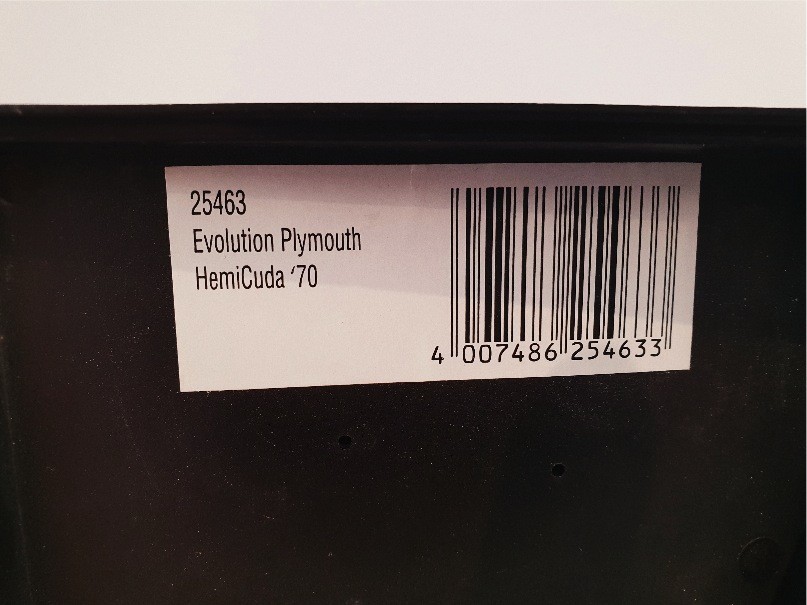 25463
Evolution Plymouth
HemiCuda '70
4 007486 254633